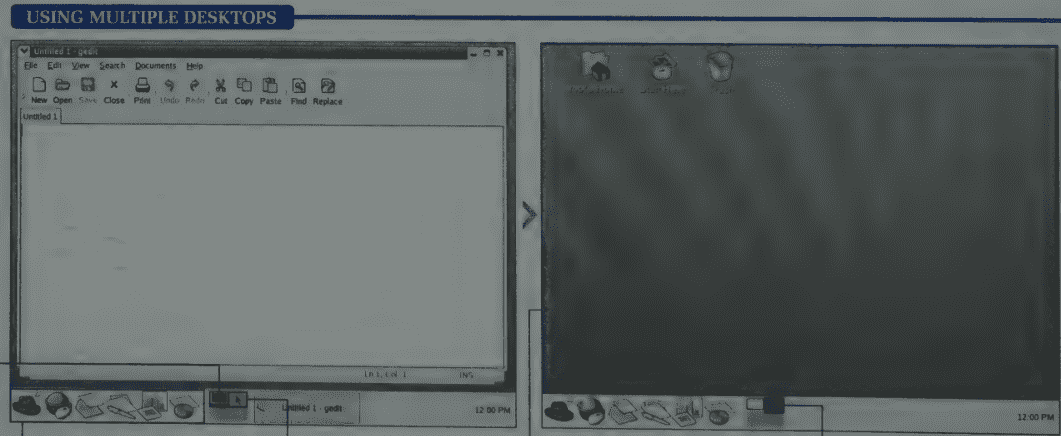 USING MULTIPLE DESKTOPS
Untitled 1 - gedit
File Edit View Search Documents Help
New Open Save Close Print Undo Redo Cut Copy Paste Find Replace
Untitled 1
Ln 1, Col 1 INS
Untitled 1 - gedit
12:00 PM
12:00 PM